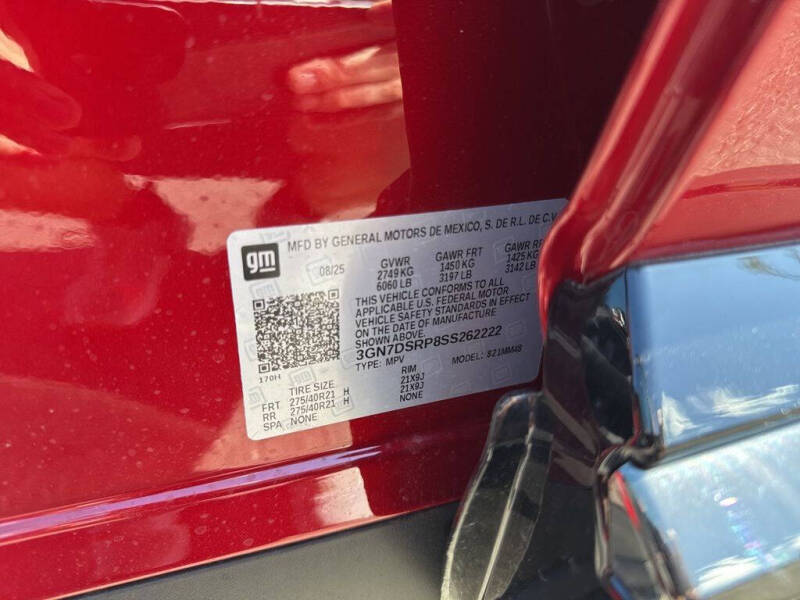 MFD BY GENERAL MOTORS DE MEXICO, S. DE R.L. DE C.V.
gm
08/25 GVWR GAWR FRT GAWR RR
2749 KG 1450 KG 1425 KG
6060 LB 3197 LB 3142 LB
THIS VEHICLE CONFORMS TO ALL
APPLICABLE U.S. FEDERAL MOTOR
VEHICLE SAFETY STANDARDS IN EFFECT
ON THE DATE OF MANUFACTURE
SHOWN ABOVE.
3GN7DSRP8SS262222
TYPE: MPV MODEL: 821MM48
170H
TIRE SIZE RIM
FRT 275/40R21 H 21X9J
RR 275/40R21 H 21X9J
SPA NONE NONE